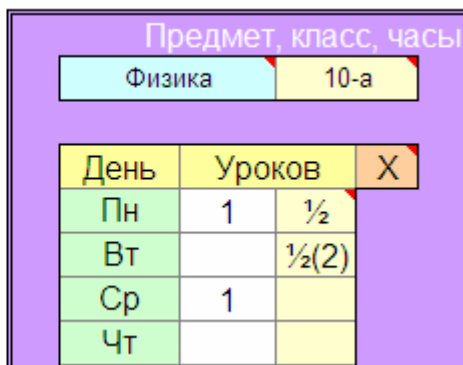 Предмет, класс, часы
Физика 10-а
День Уроков X
Пн 1 ½
Вт ½(2)
Ср 1
Чт